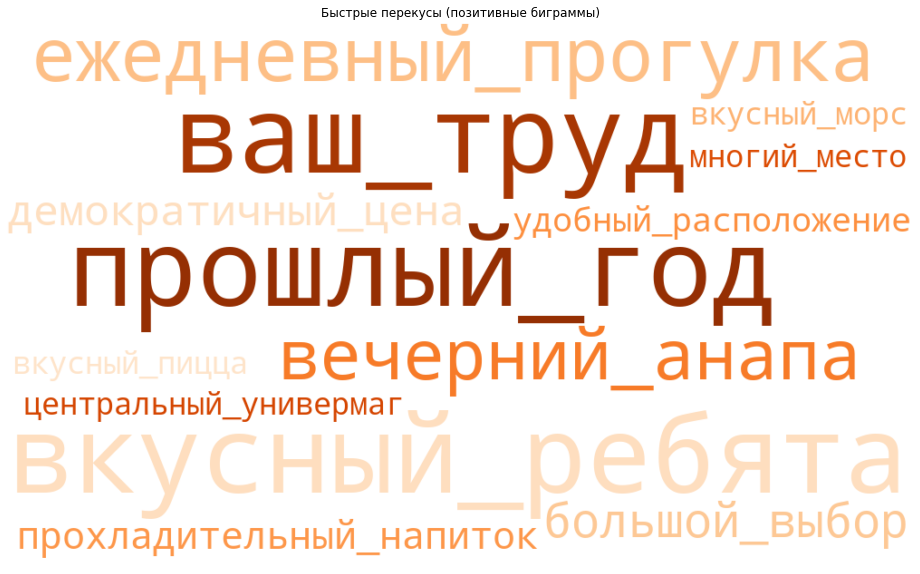 Быстрые перекусы (позитивные биграммы)
ежедневный_прогулка
ваш_труд
вкусный_морс
многий_место
демократичный_цена
удобный_расположение
прошлый_год
вечерний_анапа
вкусный_пицца
центральный_универмаг
вкусный_ребята
большой_выбор
прохладительный_напиток